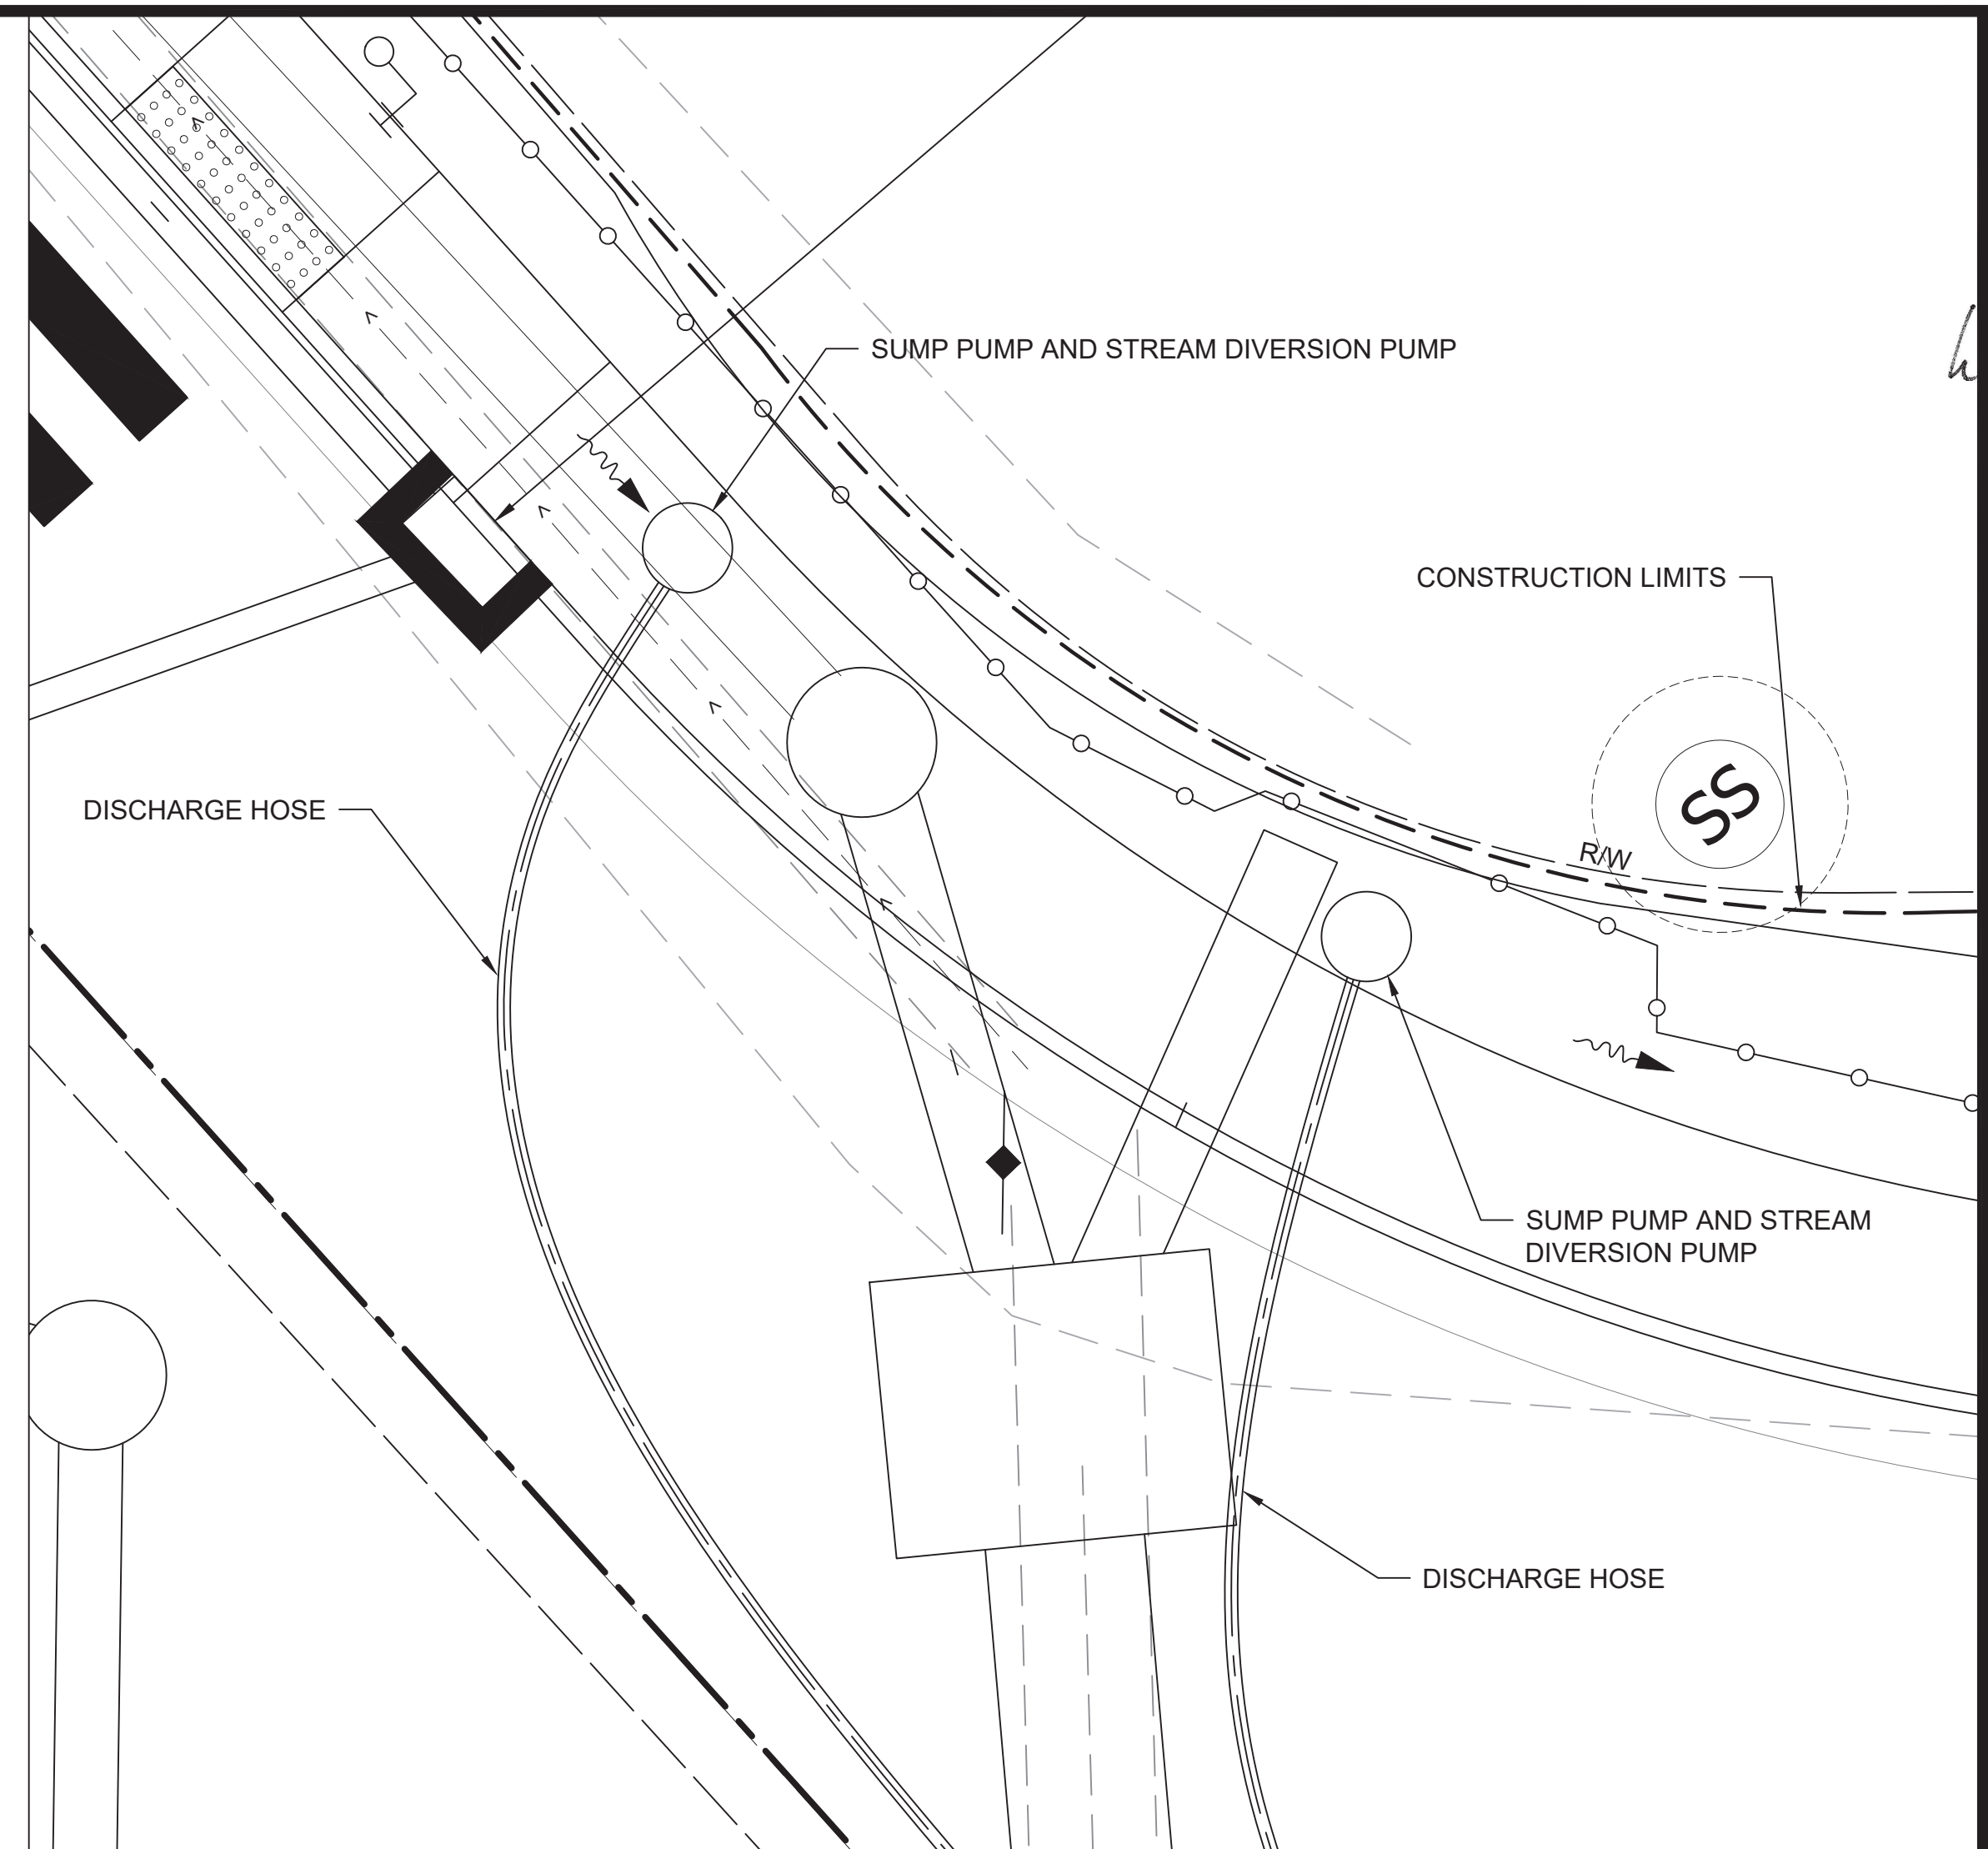 SUMP PUMP AND STREAM DIVERSION PUMP
CONSTRUCTION LIMITS
SS
DISCHARGE HOSE
R/W
SUMP PUMP AND STREAM
DIVERSION PUMP
DISCHARGE HOSE